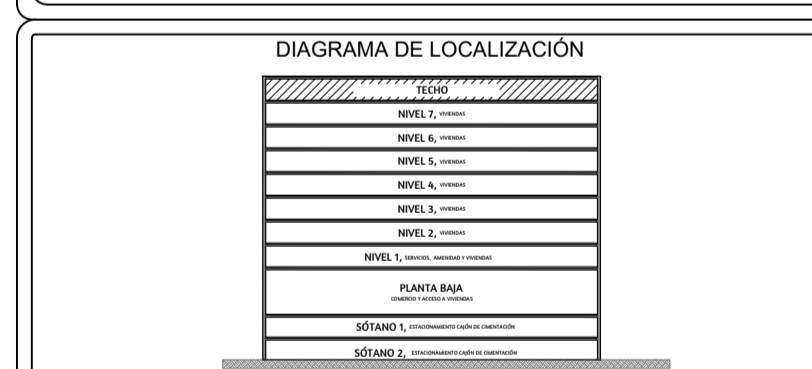 DIAGRAMA DE LOCALIZACIÓN
TECHO
NIVEL 7, VIVIENDAS
NIVEL 6, VIVIENDAS
NIVEL 5, VIVIENDAS
NIVEL 4, VIVIENDAS
NIVEL 3, VIVIENDAS
NIVEL 2, VIVIENDAS
NIVEL 1, SERVICIOS, AMENIDAD Y VIVIENDAS
PLANTA BAJA
COMERCIO Y ACCESO A VIVIENDAS
SÓTANO 1, ESTACIONAMIENTO CAJÓN DE CIMENTACIÓN
SÓTANO 2, ESTACIONAMIENTO CAJÓN DE CIMENTACIÓN